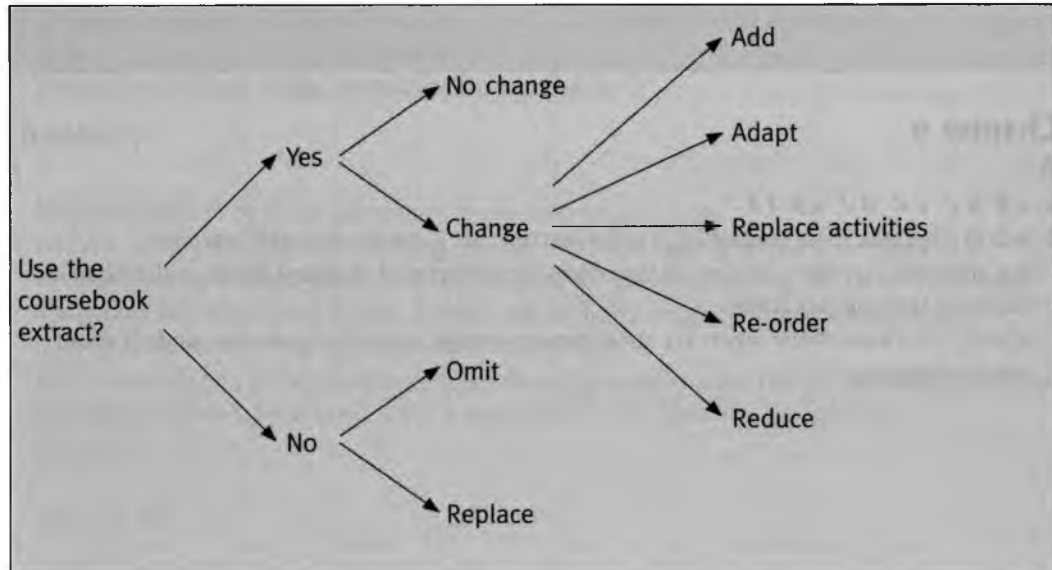 Add
No change
Adapt
Yes
Change
Replace activities
Use the
coursebook
extract?
Re-order
Omit
Reduce
No
Replace